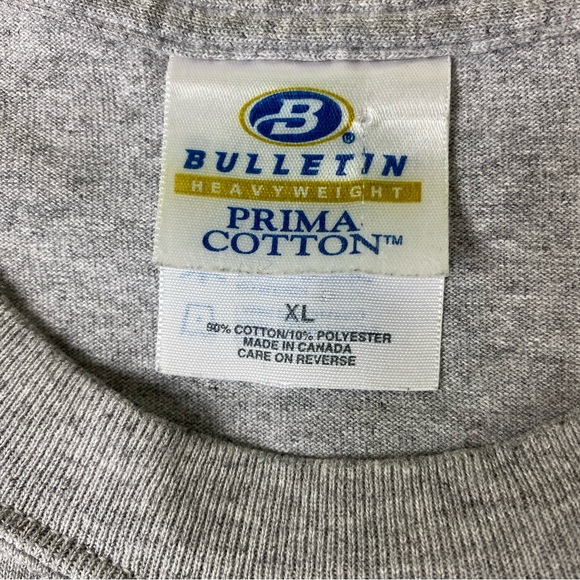 B®
BULLETIN
HEAVYWEIGHT
PRIMA
COTTON™
XL
90% COTTON/10% POLYESTER
MADE IN CANADA
CARE ON REVERSE